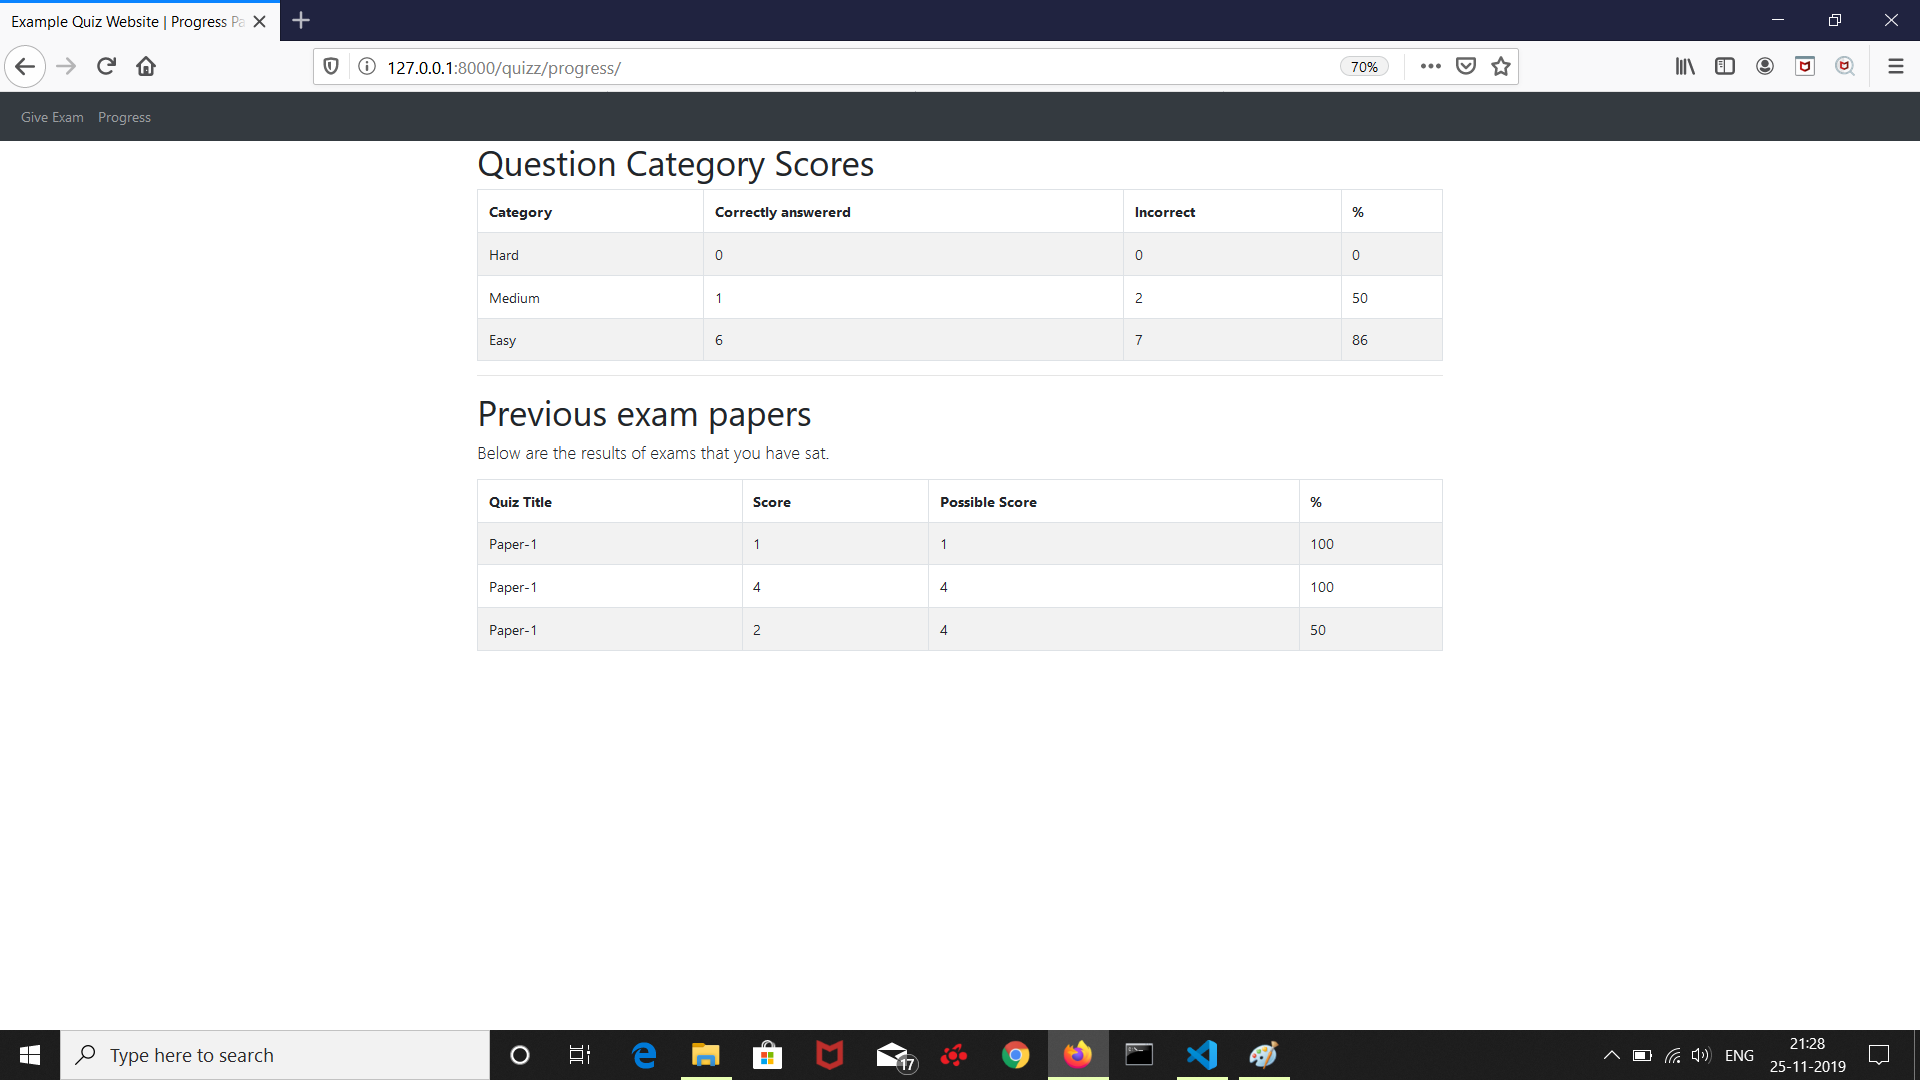 Example Quiz Website | Progress Pa
127.0.0.1:8000/quizz/progress/
70%
Give Exam Progress
Question Category Scores
Category Correctly answererd Incorrect %
Hard 0 0 0
Medium 1 2 50
Easy 6 7 86
Previous exam papers
Below are the results of exams that you have sat.
Quiz Title Score Possible Score %
Paper-1 1 1 100
Paper-1 4 4 100
Paper-1 2 4 50
Type here to search
17
ENG
21:28
25-11-2019